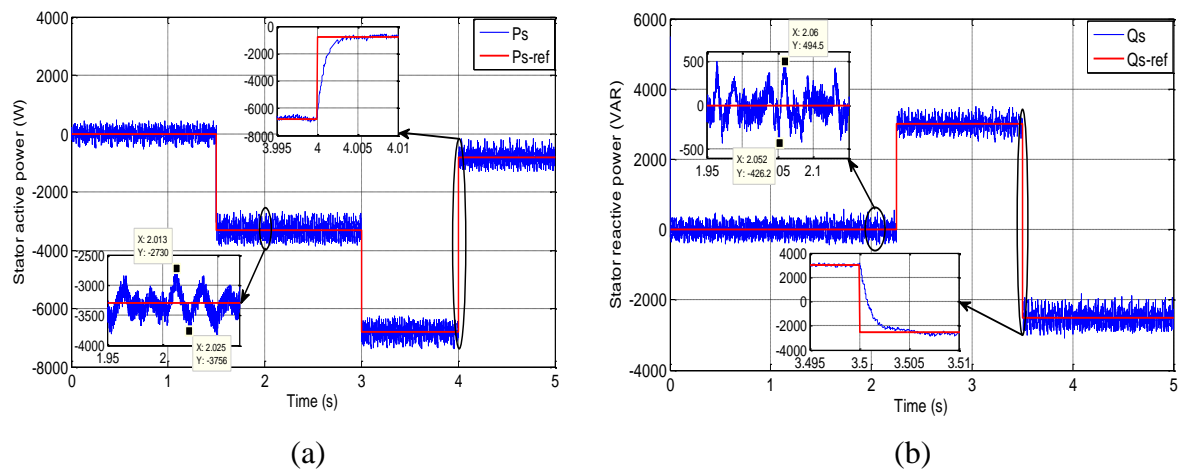 4000
2000
0
-2000
-4000
-6000
-8000
0 1 2 3 4 5
Stator active power (W)
Time (s)
Ps
Ps-ref
0
-2000
-4000
-6000
-8000
3.995 4 4.005 4.01
X: 2.013
Y: -2730
-2500
-3000
-3500
-4000
1.95 2
X: 2.025
Y: -3756
(a)
6000
4000
2000
0
-2000
-4000
0 1 2 3 4 5
Stator reactive power (VAR)
Time (s)
Qs
Qs-ref
X: 2.06
Y: 494.5
500
0
-500
1.95 05 2.1
X: 2.052
Y: -426.2
4000
2000
0
-2000
-4000
3.495 3.5 3.505 3.51
(b)